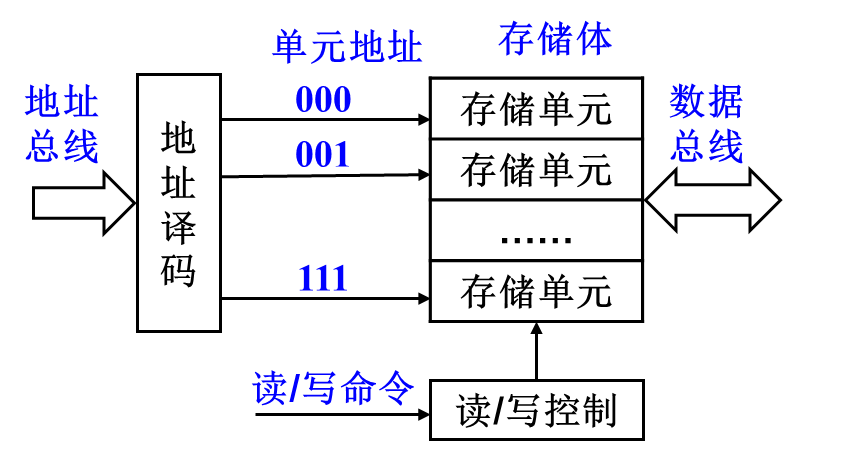 单元地址
存储体
地址
总线
地址译码
000
001
111
存储单元
存储单元
......
存储单元
数据
总线
读/写命令
读/写控制